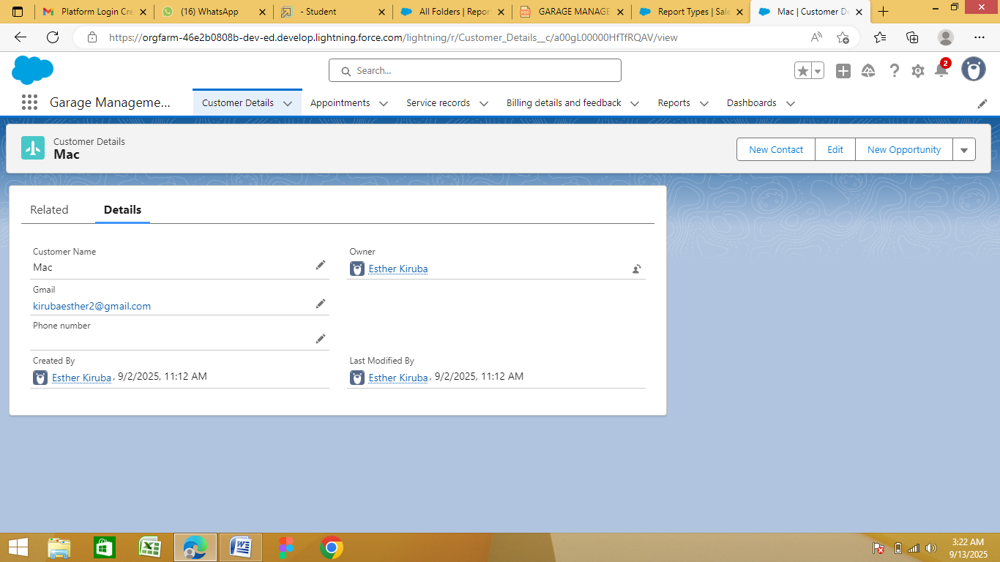 Platform Login Cre
(16) WhatsApp
- Student
All Folders | Repor
GARAGE MANAGE
Report Types | Sale
Mac | Customer De
https://orgfarm-46e2b0808b-dev-ed.develop.lightning.force.com/lightning/r/Customer_Details__c/a00gL00000HfTfRQAV/view
Search...
2
Garage Manageme...
Customer Details
Appointments
Service records
Billing details and feedback
Reports
Dashboards
Customer Details
Mac
New Contact
Edit
New Opportunity
Related
Details
Customer Name
Mac
Owner
Esther Kiruba
Gmail
kirubaesther2@gmail.com
Phone number
Created By
Esther Kiruba, 9/2/2025, 11:12 AM
Last Modified By
Esther Kiruba, 9/2/2025, 11:12 AM
3:22 AM
9/13/2025